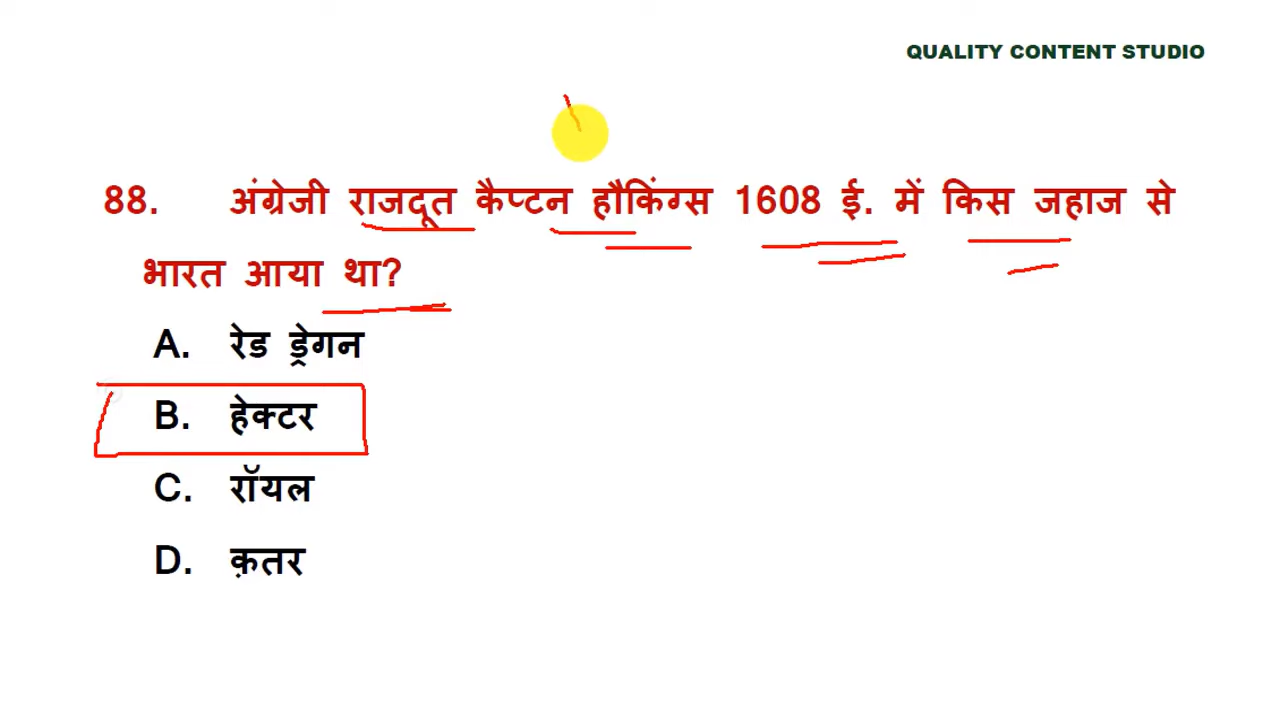 QUALITY CONTENT STUDIO
88. अंग्रेजी राजदूत कैप्टन हौकिंग्स 1608 ई. में किस जहाज से
भारत आया था?
A. रेड ड्रेगन
B. हेक्टर
C. रॉयल
D. क़तर